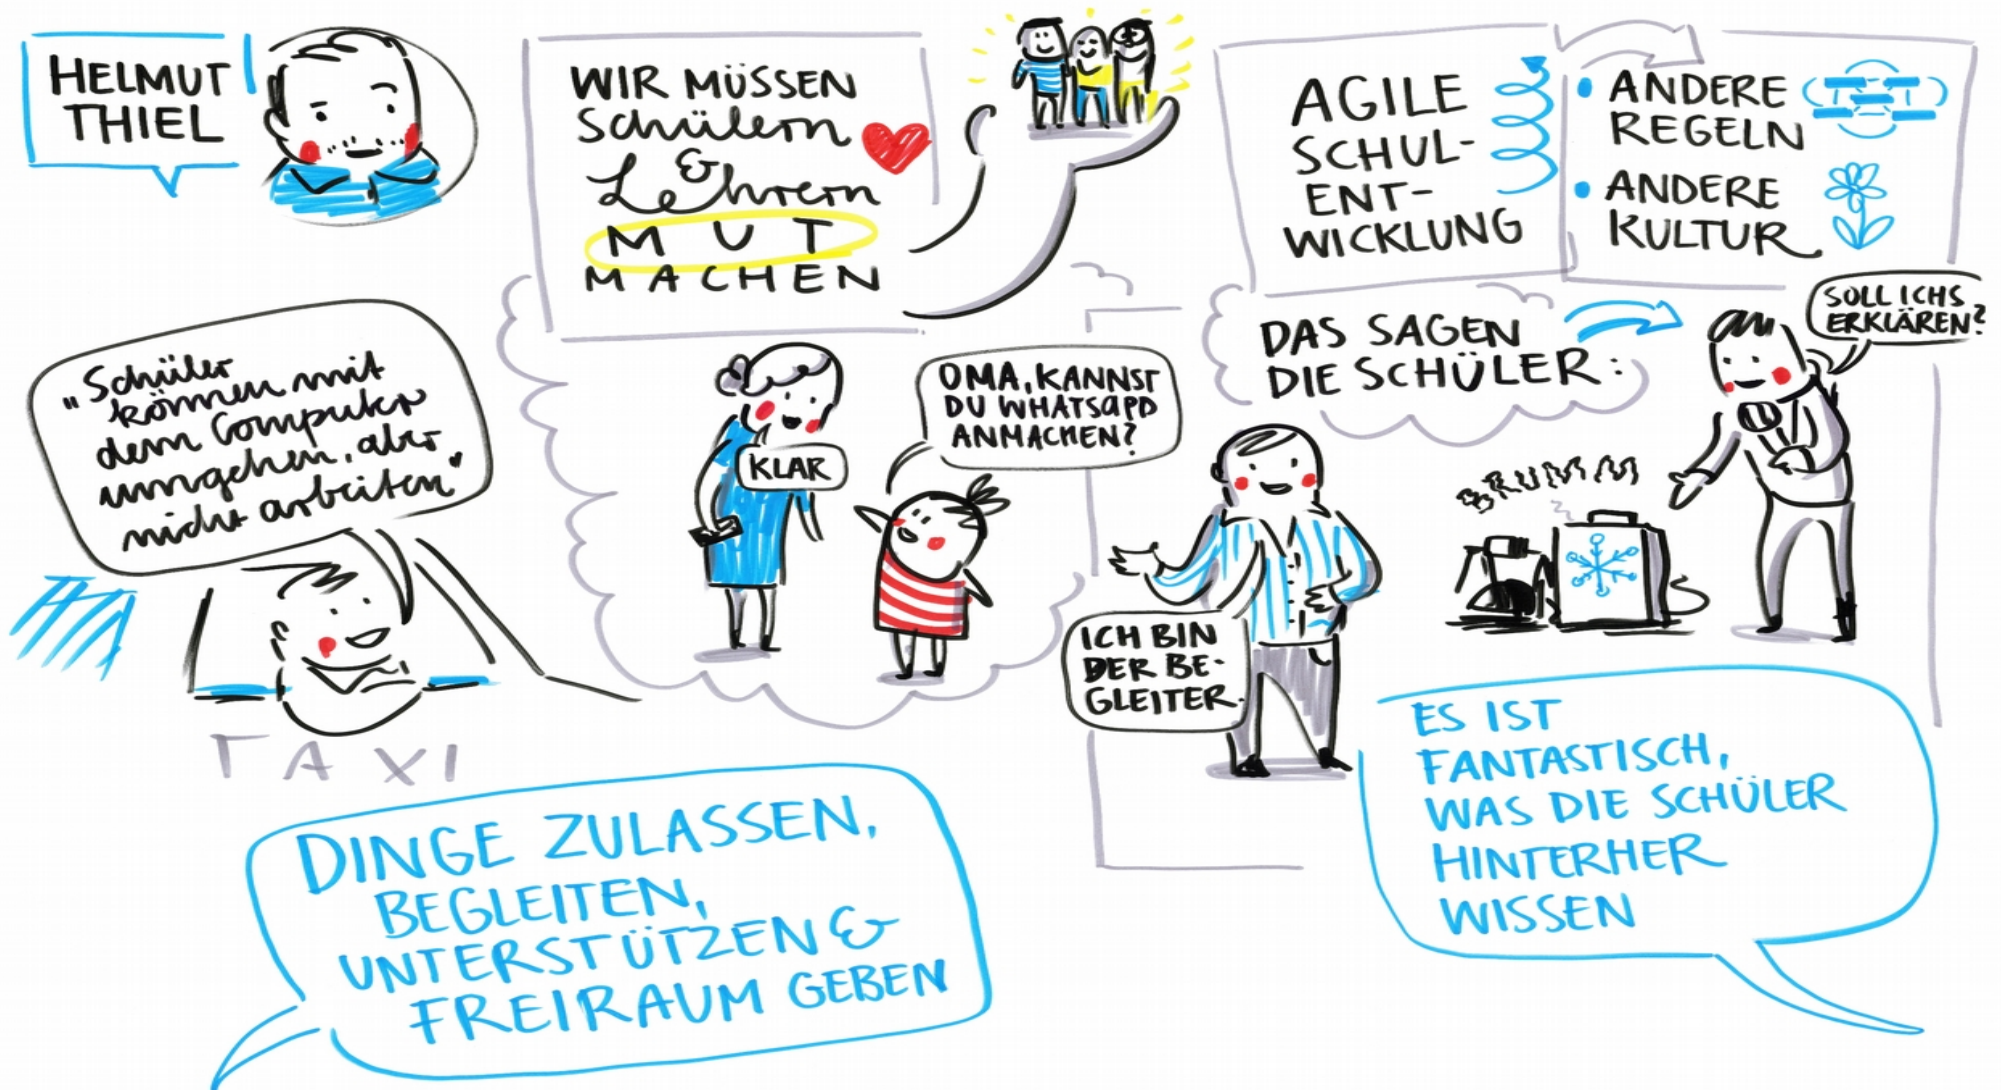 HELMUT
THIEL
WIR MÜSSEN
Schülern
&
Lehrern
MUT
MACHEN
AGILE
SCHUL-
ENT-
WICKLUNG
• ANDERE
REGELN
• ANDERE
KULTUR
„Schüler
können mit
dem Computer
umgehen, aber
nicht arbeiten“
TAXI
OMA, KANNST
DU WHATSAPP
ANMACHEN?
KLAR
DAS SAGEN
DIE SCHÜLER:
SOLL ICHS
ERKLÄREN?
BRUMMM
ICH BIN
DER BE-
GLEITER.
DINGE ZULASSEN,
BEGLEITEN,
UNTERSTÜTZEN &
FREIRAUM GEBEN
ES IST
FANTASTISCH,
WAS DIE SCHÜLER
HINTERHER
WISSEN